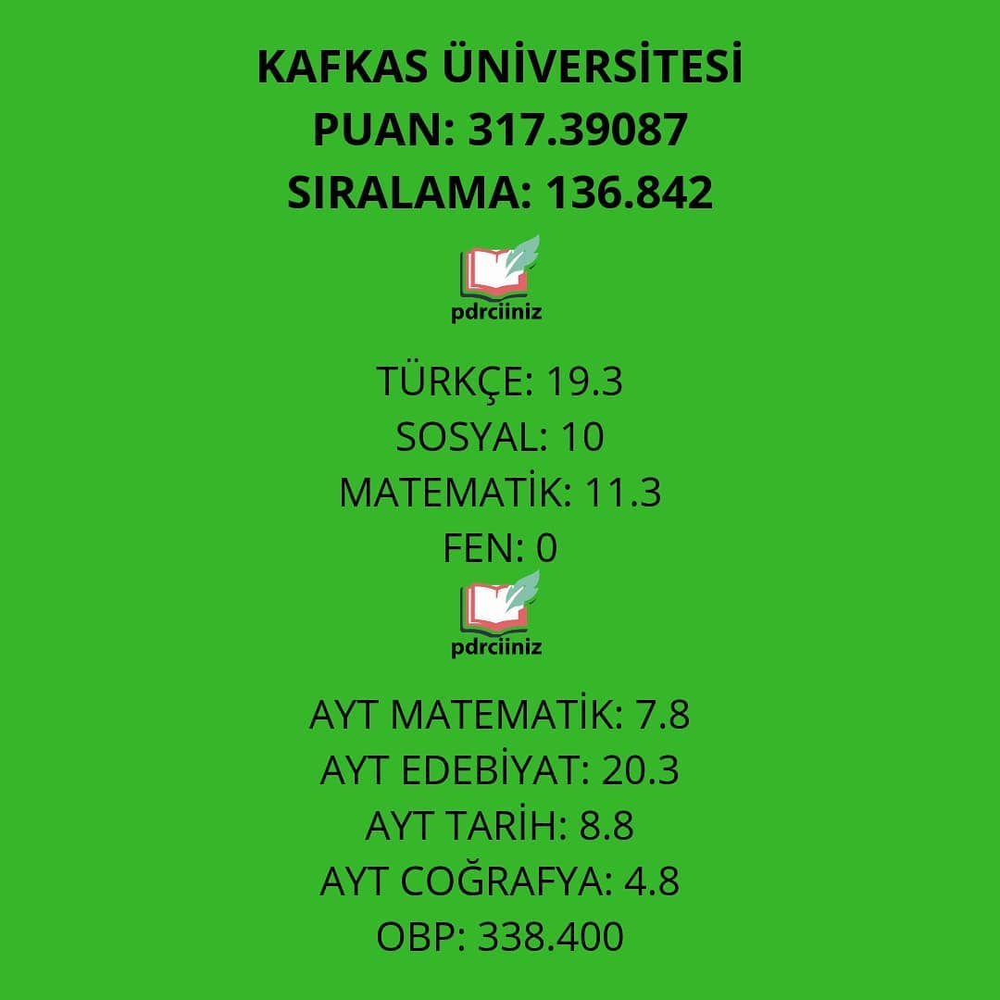 KAFKAS ÜNİVERSİTESİ
PUAN: 317.39087
SIRALAMA: 136.842
pdrciiniz
TÜRKÇE: 19.3
SOSYAL: 10
MATEMATİK: 11.3
FEN: 0
pdrciiniz
AYT MATEMATİK: 7.8
AYT EDEBİYAT: 20.3
AYT TARİH: 8.8
AYT COĞRAFYA: 4.8
OBP: 338.400